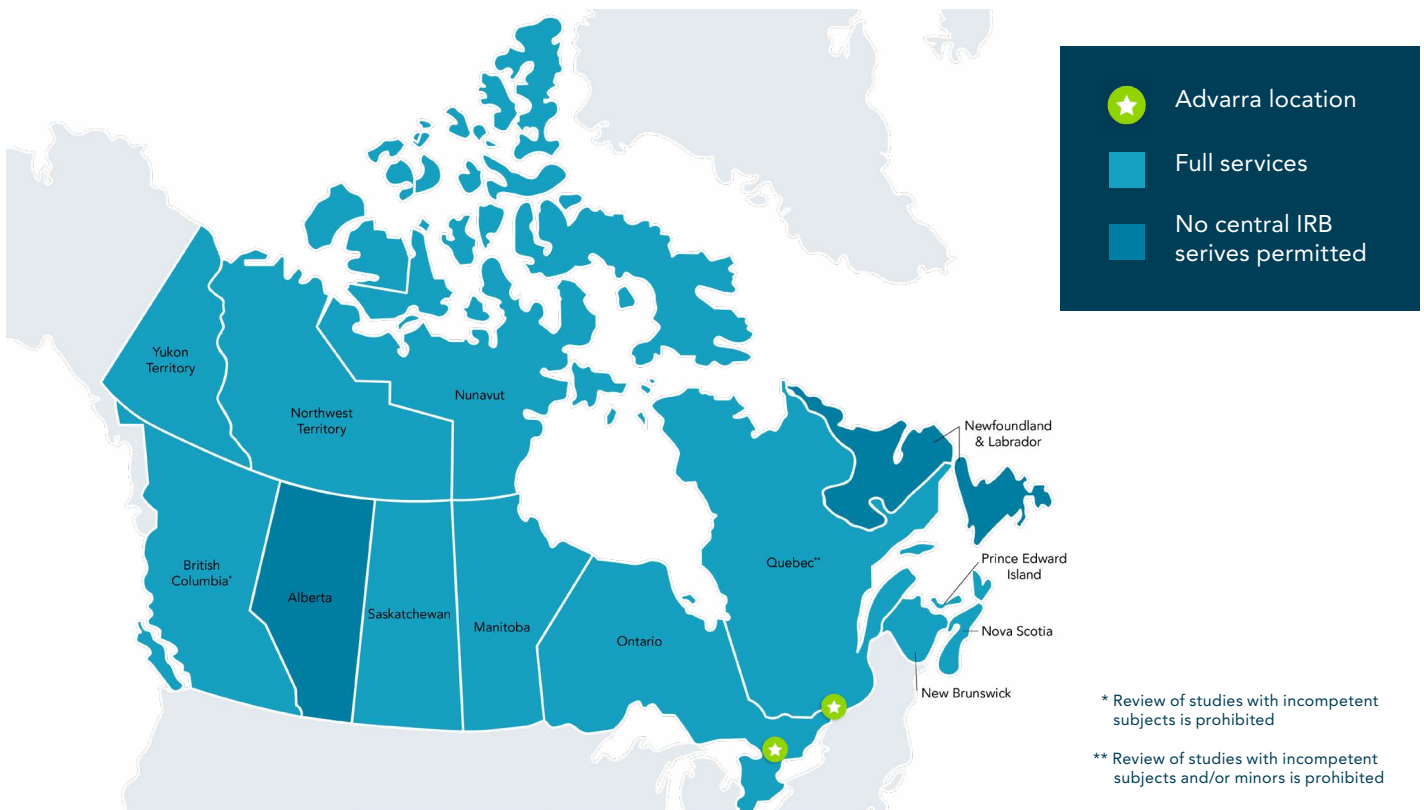 Advarra location
Full services
No central IRB
serives permitted
Yukon
Territory
Northwest
Territory
Nunavut
British
Columbia*
Alberta
Saskatchewan
Manitoba
Ontario
Quebec**
Newfoundland
& Labrador
Prince Edward
Island
Nova Scotia
New Brunswick
* Review of studies with incompetent
subjects is prohibited
** Review of studies with incompetent
subjects and/or minors is prohibited